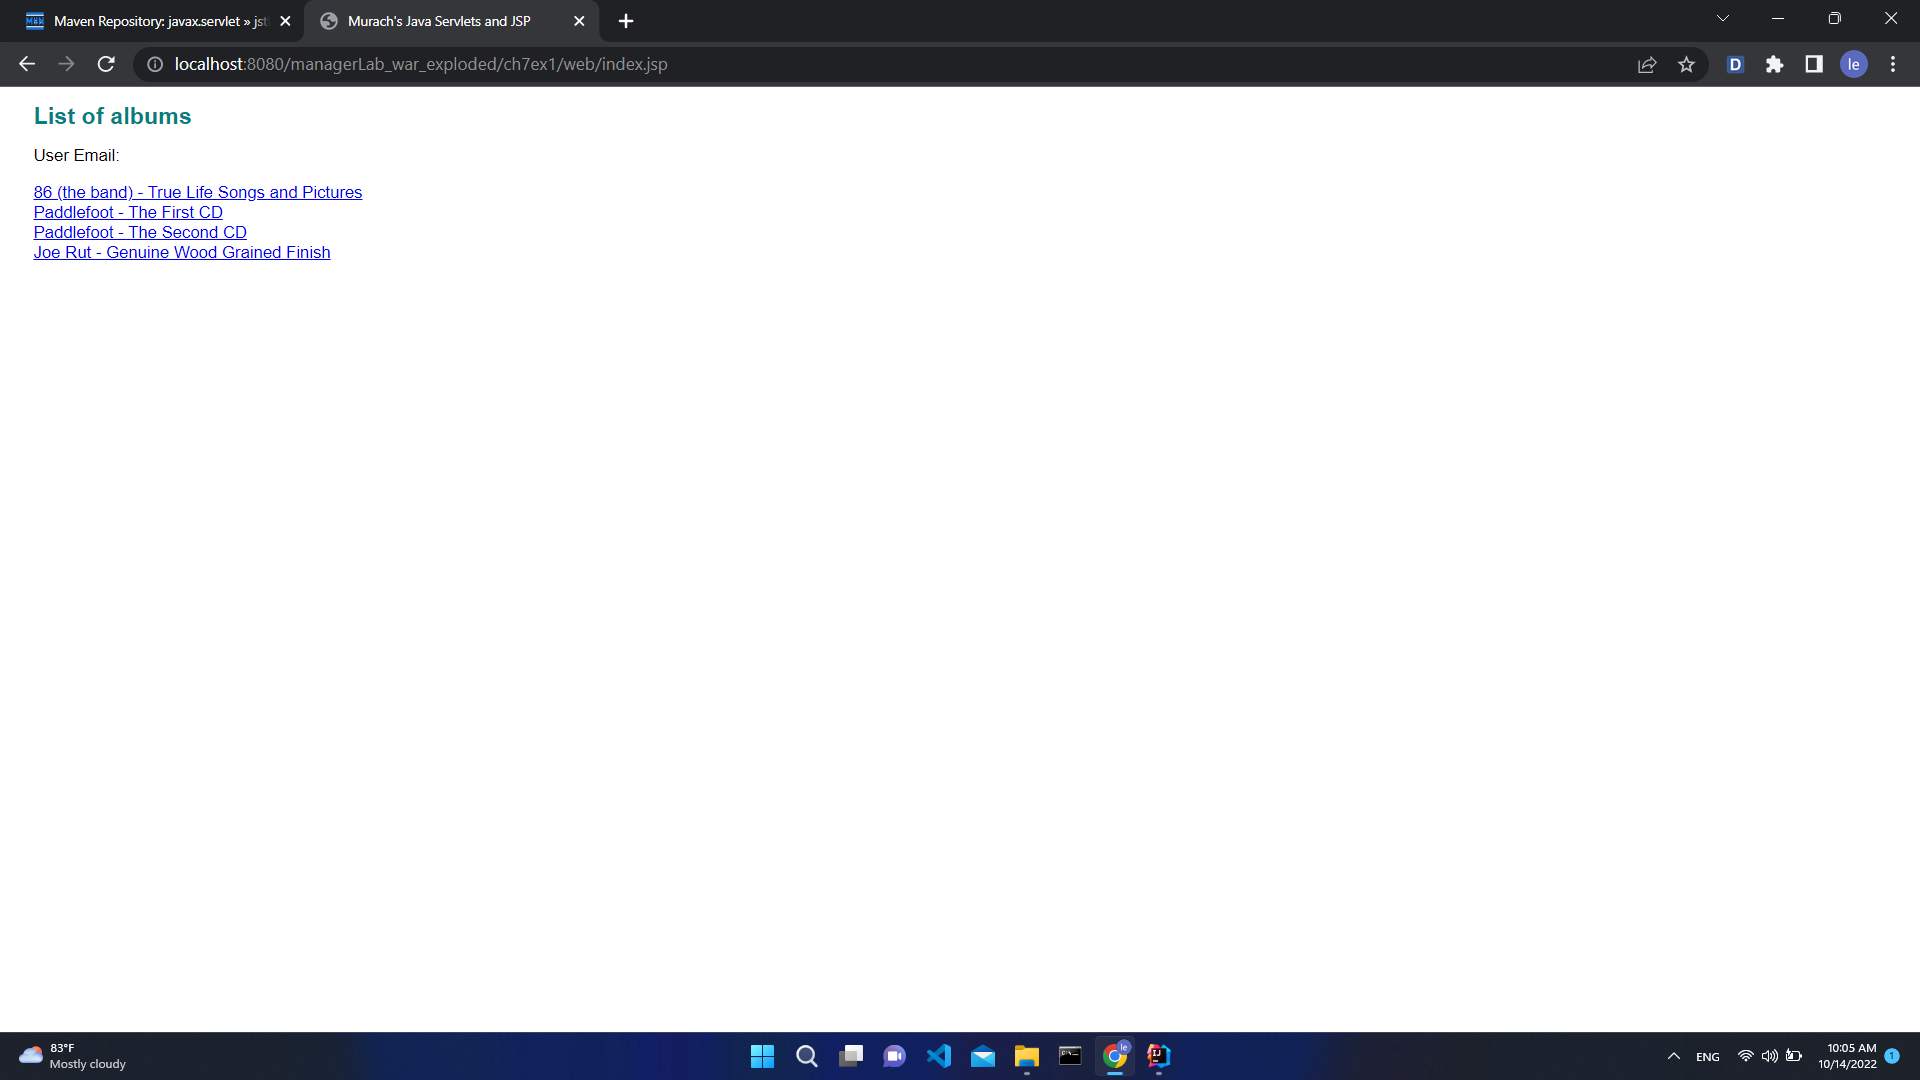 Maven Repository: javax.servlet » jst
Murach's Java Servlets and JSP
localhost:8080/managerLab_war_exploded/ch7ex1/web/index.jsp
D
le
List of albums
User Email:
86 (the band) - True Life Songs and Pictures
Paddlefoot - The First CD
Paddlefoot - The Second CD
Joe Rut - Genuine Wood Grained Finish
83°F
Mostly cloudy
le
IJ
ENG
10:05 AM
10/14/2022
1